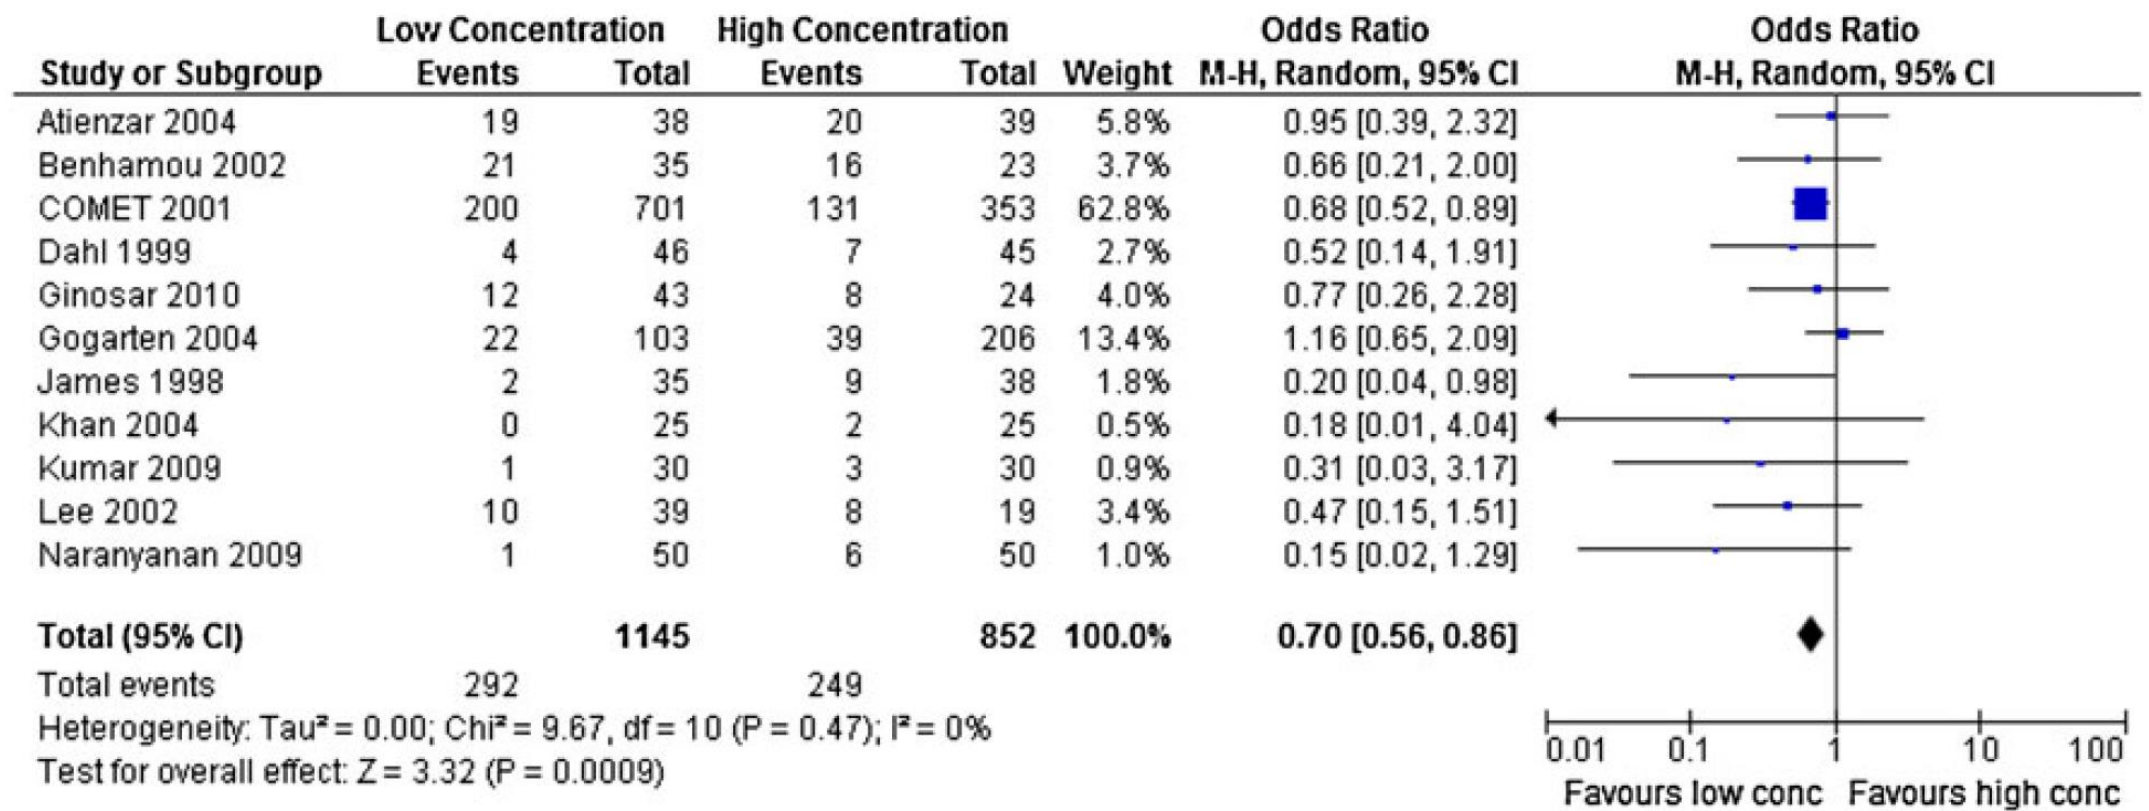 Low Concentration High Concentration Odds Ratio Odds Ratio
Study or Subgroup Events Total Events Total Weight M-H, Random, 95% CI M-H, Random, 95% CI
Atienzar 2004 19 38 20 39 5.8% 0.95 [0.39, 2.32]
Benhamou 2002 21 35 16 23 3.7% 0.66 [0.21, 2.00]
COMET 2001 200 701 131 353 62.8% 0.68 [0.52, 0.89]
Dahl 1999 4 46 7 45 2.7% 0.52 [0.14, 1.91]
Ginosar 2010 12 43 8 24 4.0% 0.77 [0.26, 2.28]
Gogarten 2004 22 103 39 206 13.4% 1.16 [0.65, 2.09]
James 1998 2 35 9 38 1.8% 0.20 [0.04, 0.98]
Khan 2004 0 25 2 25 0.5% 0.18 [0.01, 4.04]
Kumar 2009 1 30 3 30 0.9% 0.31 [0.03, 3.17]
Lee 2002 10 39 8 19 3.4% 0.47 [0.15, 1.51]
Naranyanan 2009 1 50 6 50 1.0% 0.15 [0.02, 1.29]
Total (95% CI) 1145 852 100.0% 0.70 [0.56, 0.86]
Total events 292 249
Heterogeneity: Tau² = 0.00; Chi² = 9.67, df = 10 (P = 0.47); I² = 0%
Test for overall effect: Z = 3.32 (P = 0.0009)
0.01 0.1 1 10 100
Favours low conc Favours high conc